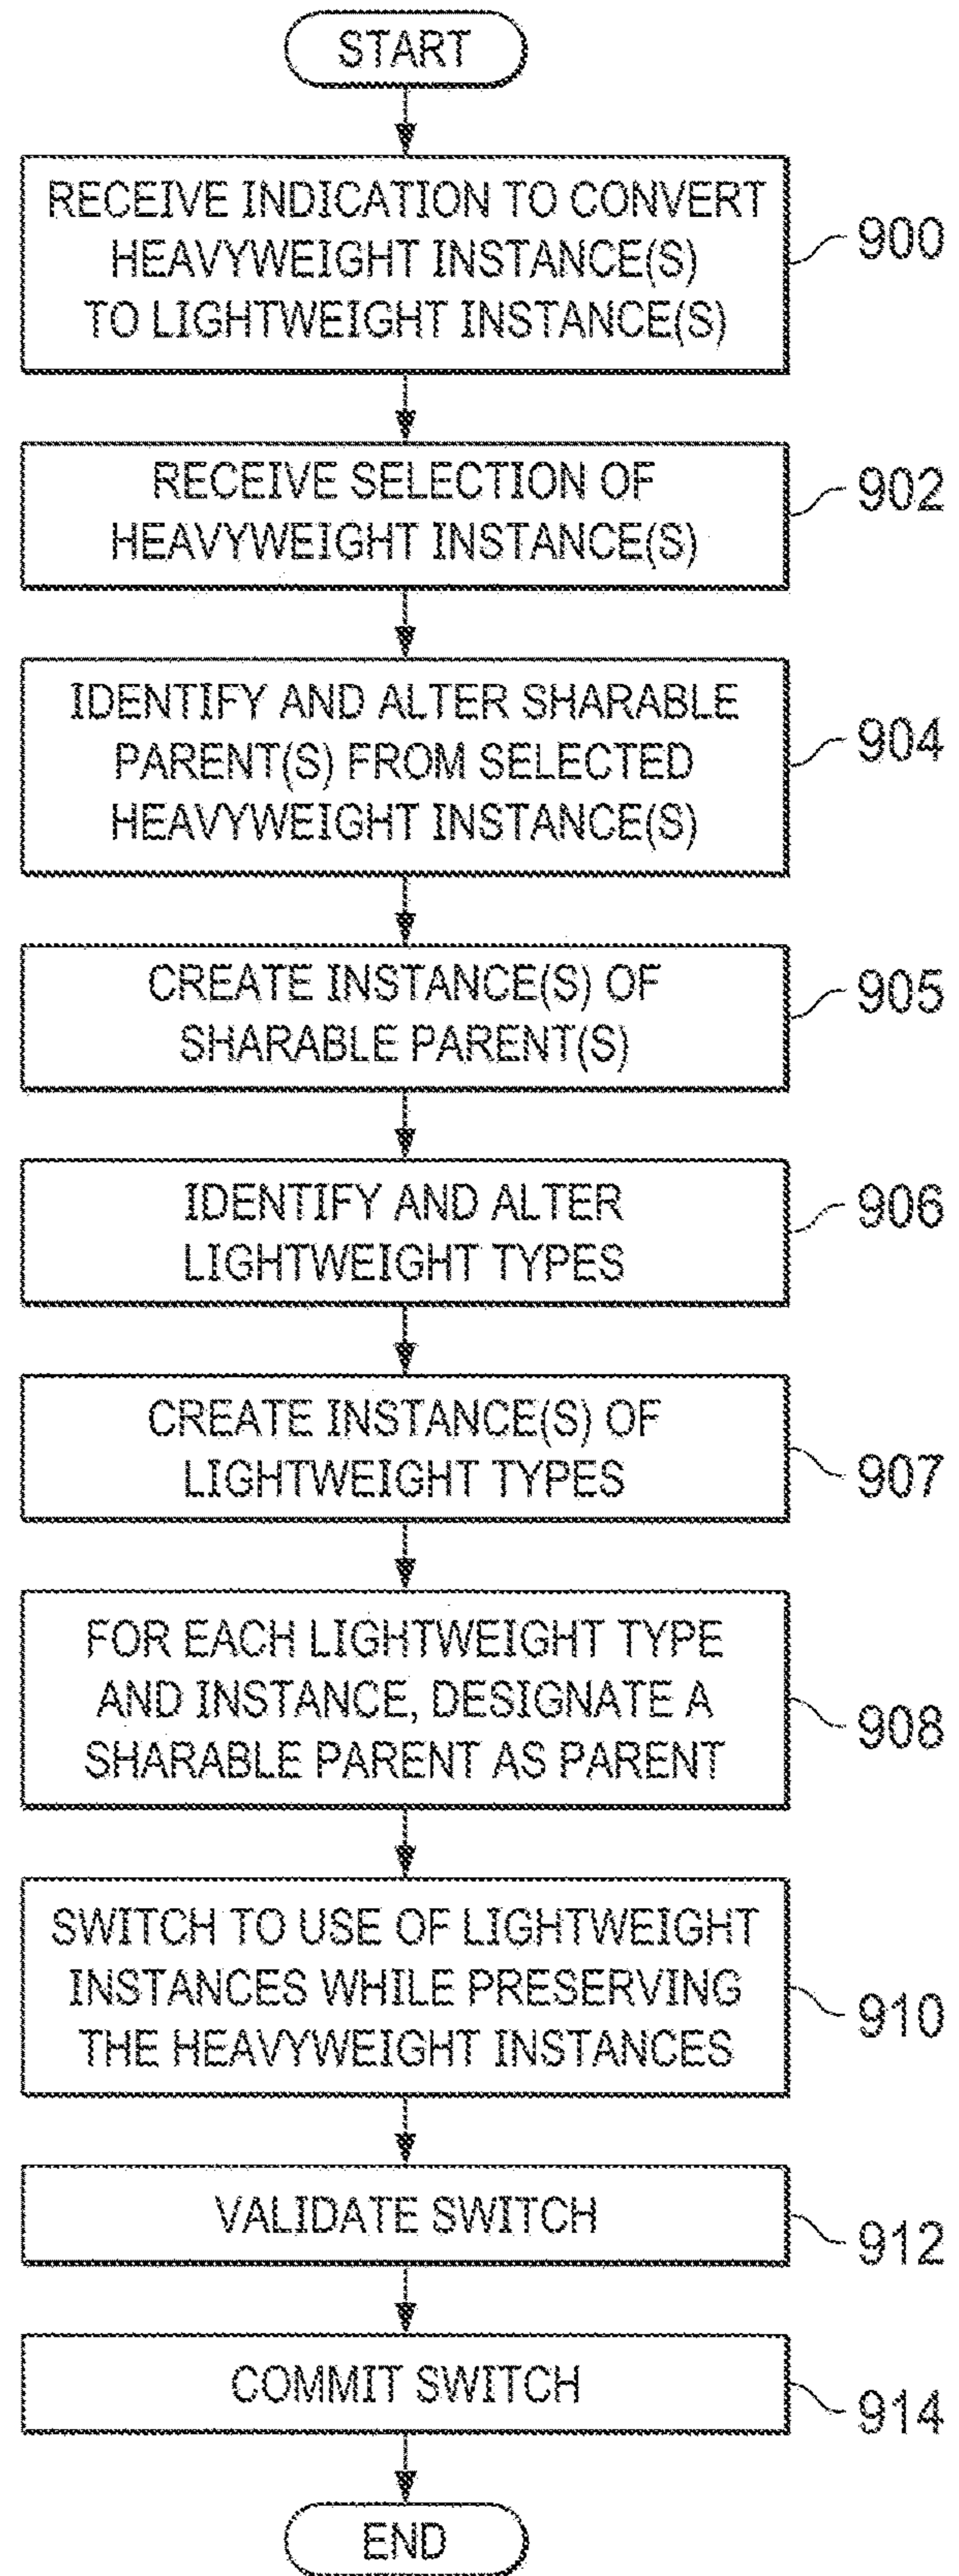 START
RECEIVE INDICATION TO CONVERT
HEAVYWEIGHT INSTANCE(S)
TO LIGHTWEIGHT INSTANCE(S)
900
RECEIVE SELECTION OF
HEAVYWEIGHT INSTANCE(S)
902
IDENTIFY AND ALTER SHARABLE
PARENT(S) FROM SELECTED
HEAVYWEIGHT INSTANCE(S)
904
CREATE INSTANCE(S) OF
SHARABLE PARENT(S)
905
IDENTIFY AND ALTER
LIGHTWEIGHT TYPES
906
CREATE INSTANCE(S) OF
LIGHTWEIGHT TYPES
907
FOR EACH LIGHTWEIGHT TYPE
AND INSTANCE, DESIGNATE A
SHARABLE PARENT AS PARENT
908
SWITCH TO USE OF LIGHTWEIGHT
INSTANCES WHILE PRESERVING
THE HEAVYWEIGHT INSTANCES
910
VALIDATE SWITCH
912
COMMIT SWITCH
914
END